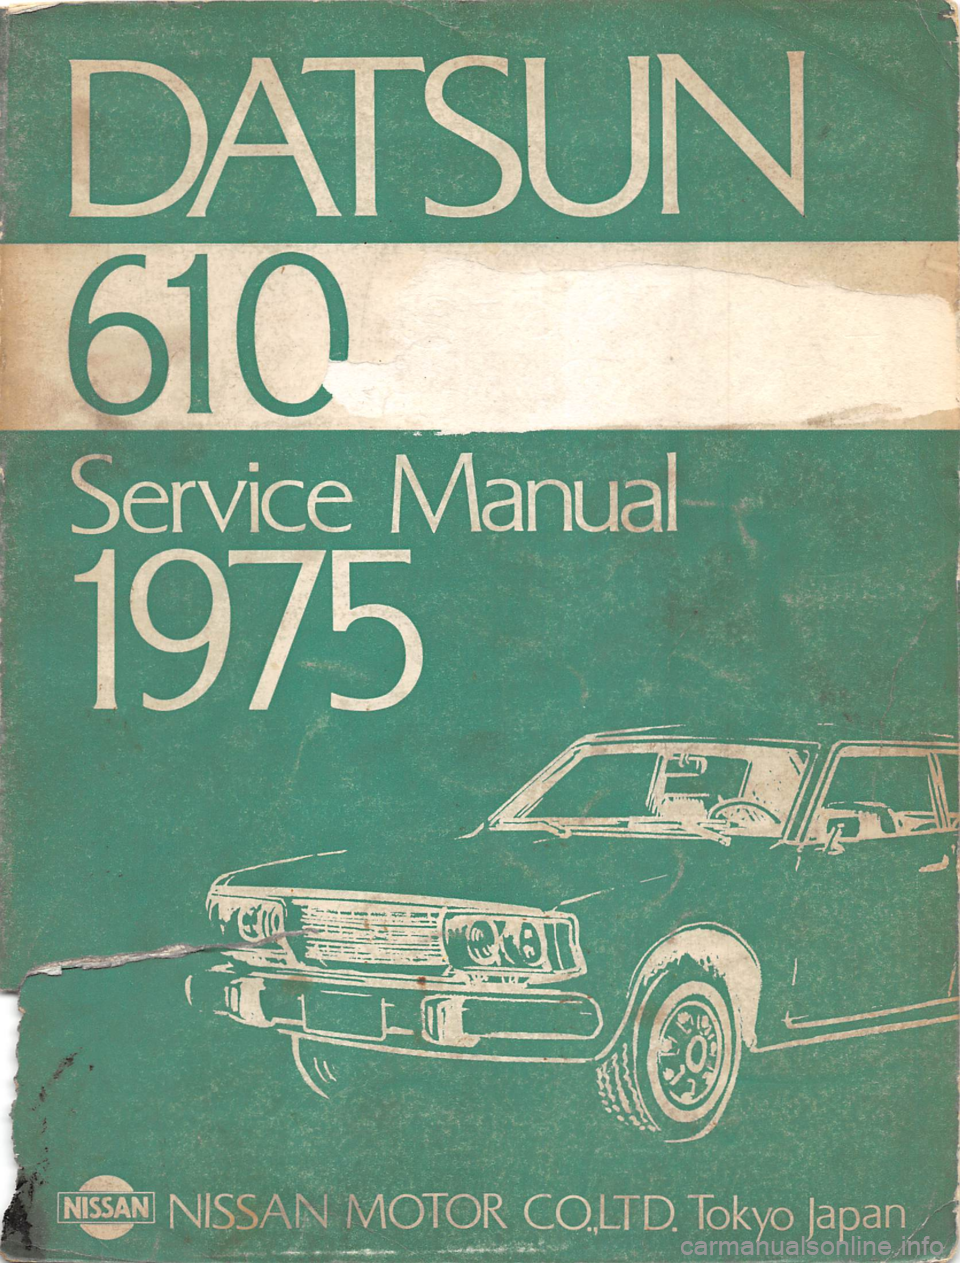 DATSUN
610
Service Manual
1975
NISSAN NISSAN MOTOR CO.,LTD. Tokyo Japan
carmanualsonline.info